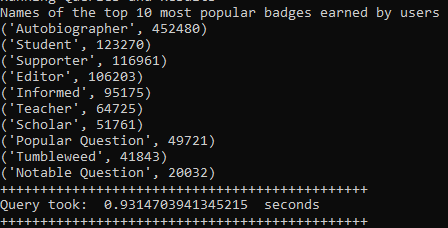 Names of the top 10 most popular badges earned by users
('Autobiographer', 452480)
('Student', 123270)
('Supporter', 116961)
('Editor', 106203)
('Informed', 95175)
('Teacher', 64725)
('Scholar', 51761)
('Popular Question', 49721)
('Tumbleweed', 41843)
('Notable Question', 20032)
++++++++++++++++++++++++++++++++++++++++++++++
Query took:  0.9314703941345215  seconds
++++++++++++++++++++++++++++++++++++++++++++++